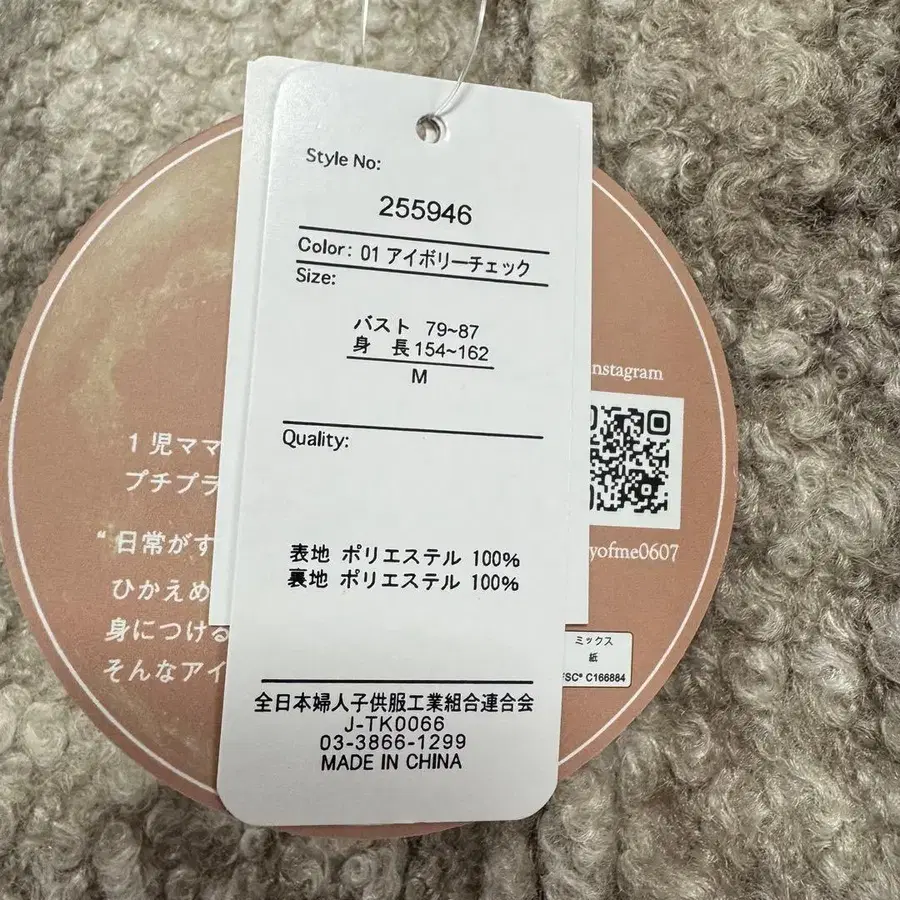 Style No:
255946
Color: 01 アイボリーチェック
Size:
バスト 79~87
身 長 154~162
M
Quality:
表地 ポリエステル 100%
裏地 ポリエステル 100%
全日本婦人子供服工業組合連合会
J-TK0066
03-3866-1299
MADE IN CHINA
1児ママ
プチプラ
“日常がす
ひかえめ
身につける
そんなアイ
nstagram
yofme0607
ミックス
紙
FSC® C166884